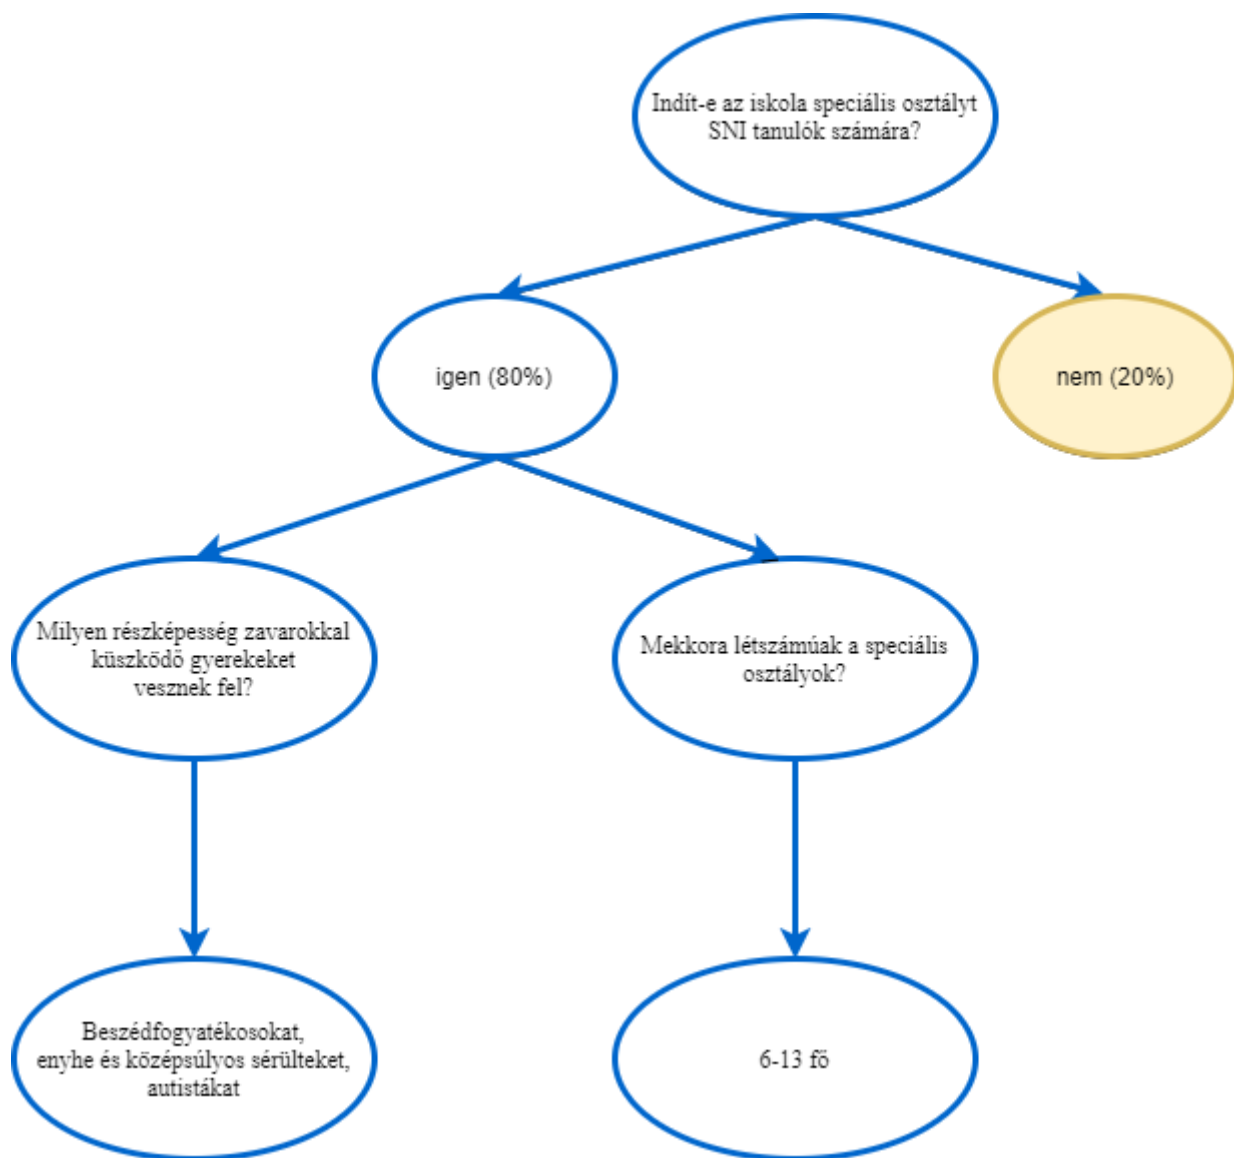 Indít-e az iskola speciális osztályt
SNI tanulók számára?
igen (80%)
nem (20%)
Milyen részképesség zavarokkal
küszködő gyerekeket
vesznek fel?
Mekkora létszámúak a speciális
osztályok?
Beszédfogyatékosokat,
enyhe és középsúlyos sérülteket,
autistákat
6-13 fő